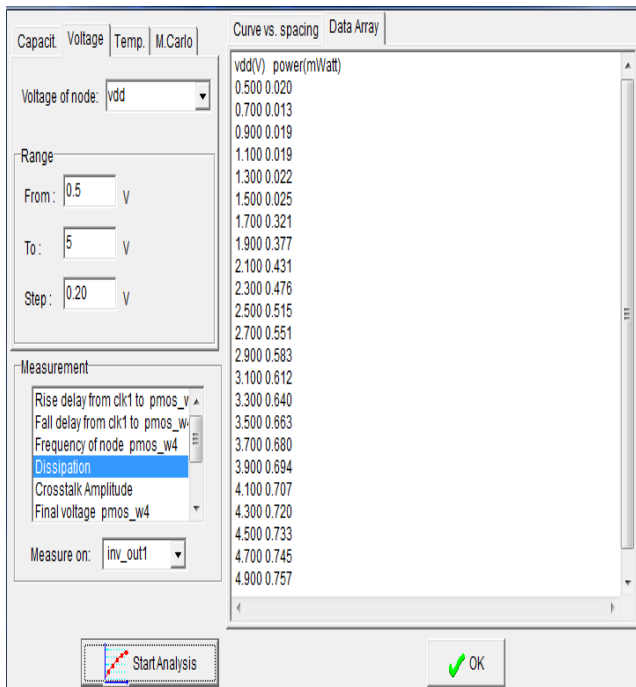 Capacit. Voltage Temp. M.Carlo
Voltage of node: vdd
Range
From : 0.5 V
To : 5 V
Step : 0.20 V
Measurement
Rise delay from clk1 to pmos_w
Fall delay from clk1 to pmos_w
Frequency of node pmos_w4
Dissipation
Crosstalk Amplitude
Final voltage pmos_w4
Measure on: inv_out1
Start Analysis
Curve vs. spacing Data Array
vdd(V) power(mWatt)
0.500 0.020
0.700 0.013
0.900 0.019
1.100 0.019
1.300 0.022
1.500 0.025
1.700 0.321
1.900 0.377
2.100 0.431
2.300 0.476
2.500 0.515
2.700 0.551
2.900 0.583
3.100 0.612
3.300 0.640
3.500 0.663
3.700 0.680
3.900 0.694
4.100 0.707
4.300 0.720
4.500 0.733
4.700 0.745
4.900 0.757
OK